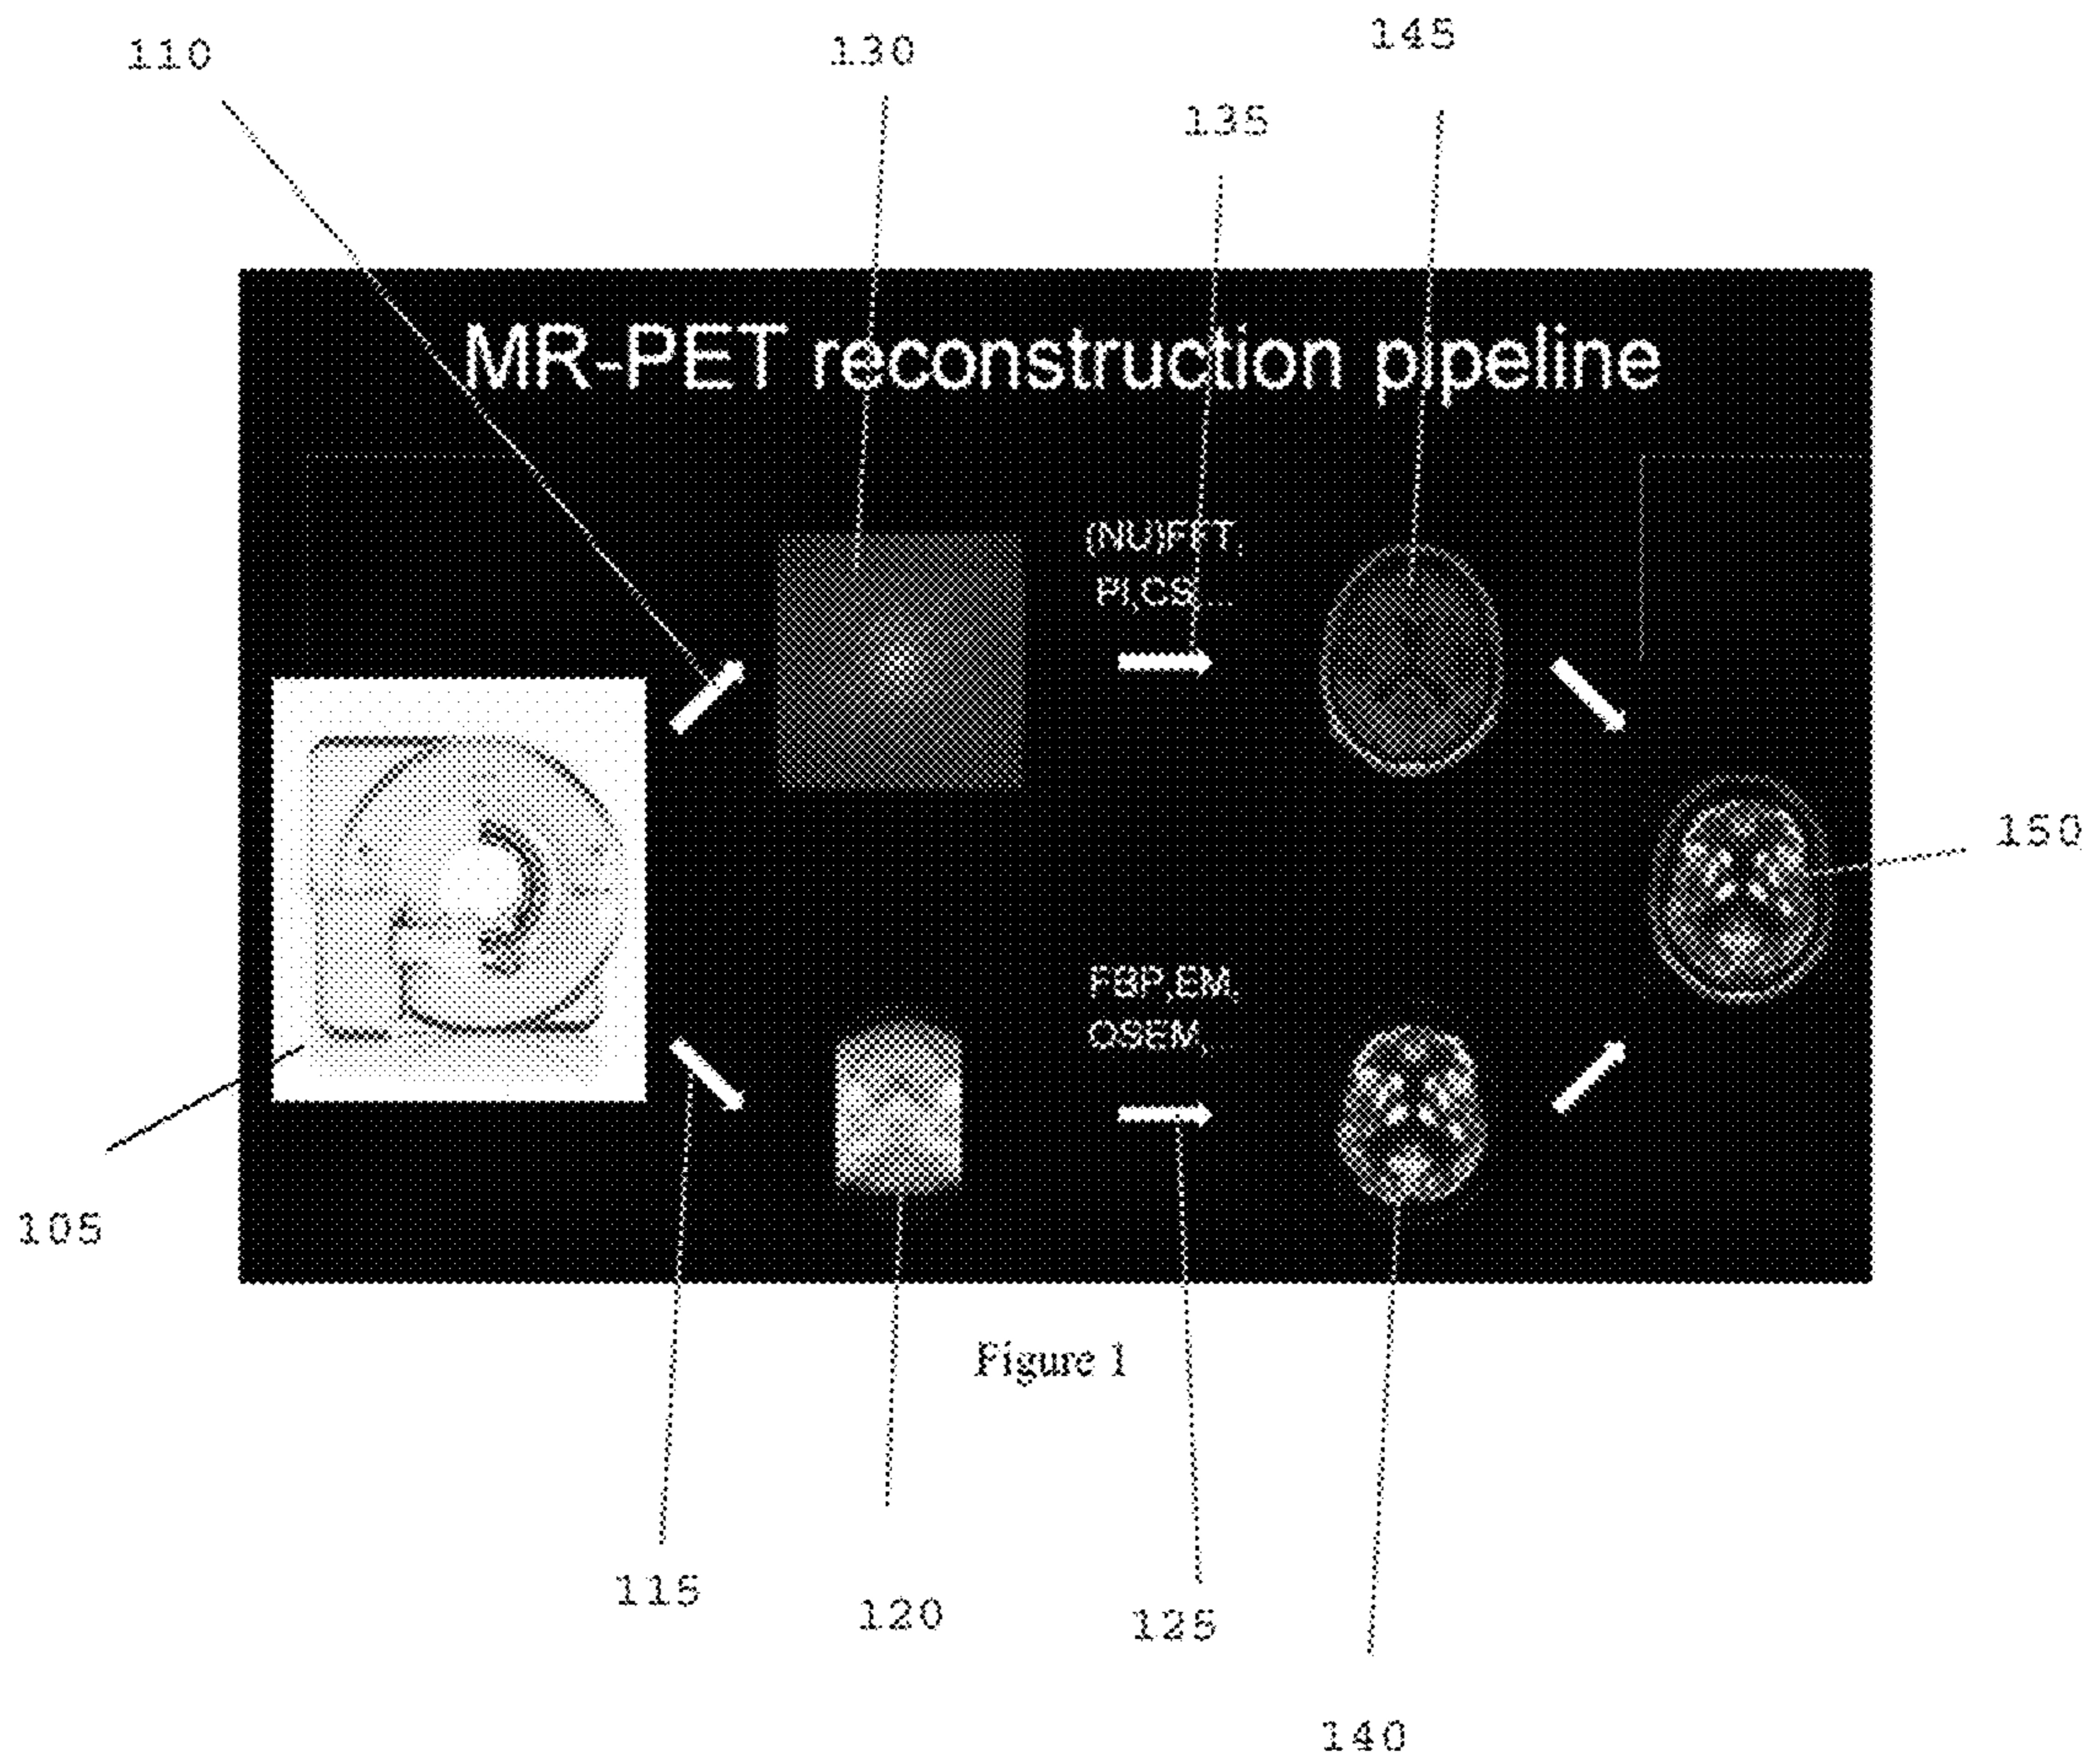 110
130
145
135
MR-PET reconstruction pipeline
(NU)FFT,
PI,CS,...
150
FBP,EM,
OSEM,...
105
Figure 1
115
120
125
140